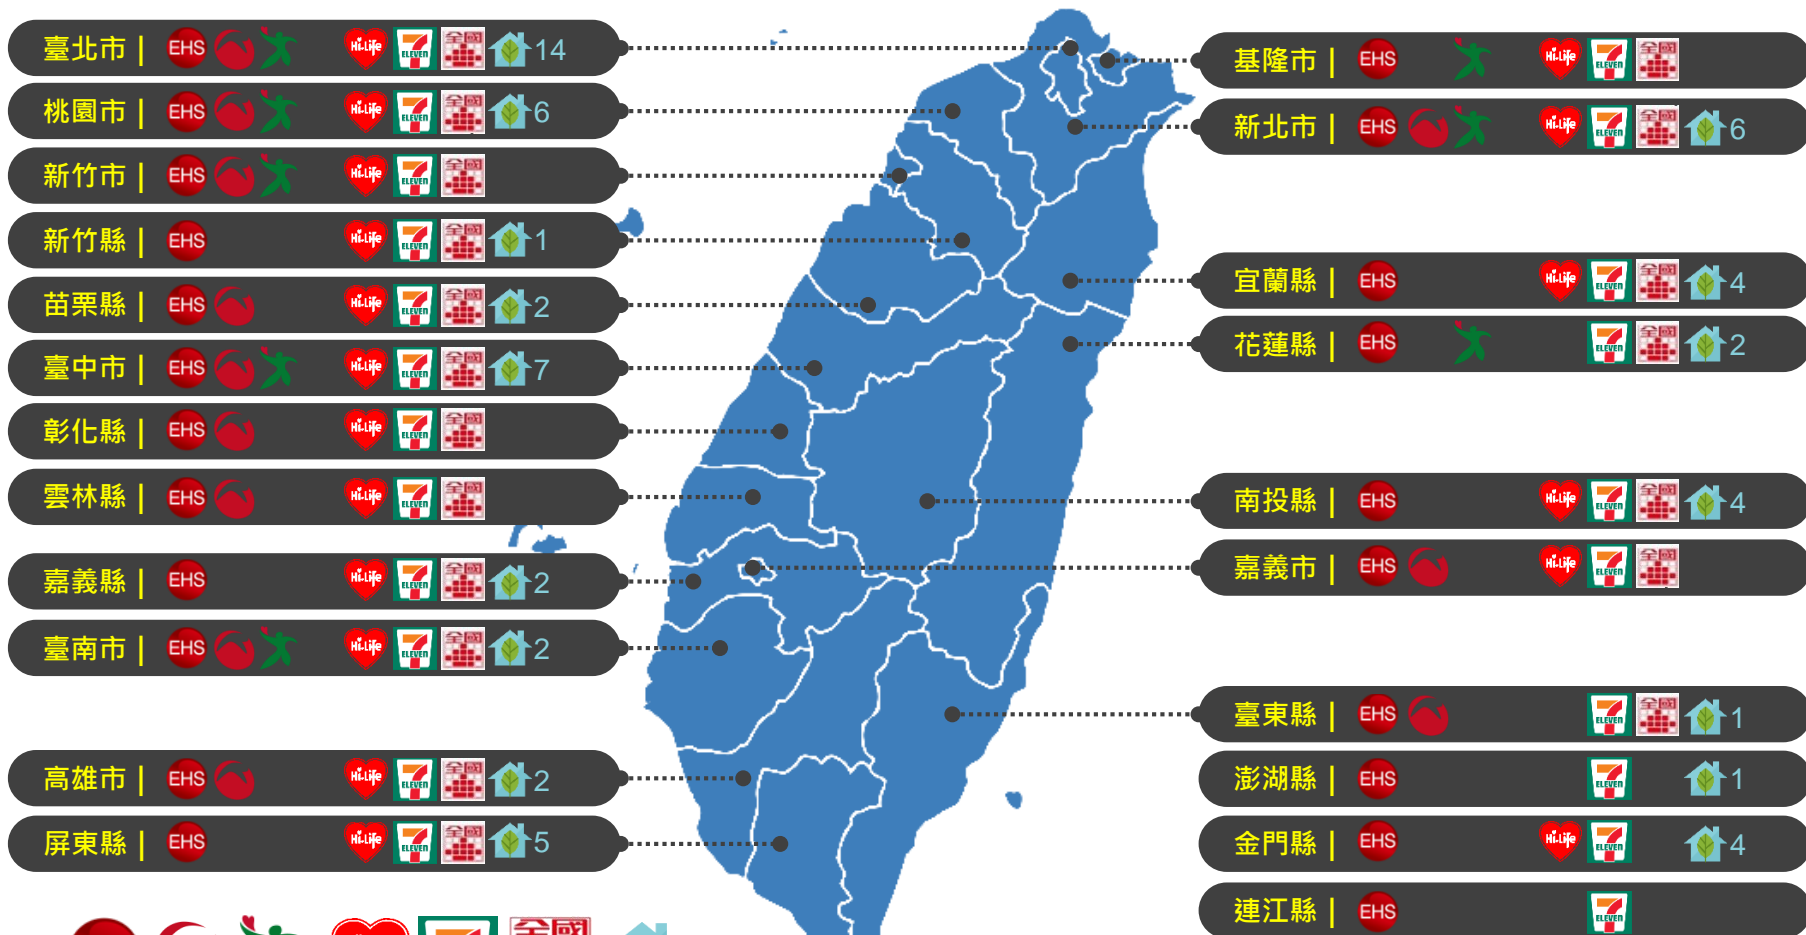 臺北市 | EHS Hi-Life 7 ELEVEN 全國 14
桃園市 | EHS Hi-Life 7 ELEVEN 全國 6
新竹市 | EHS Hi-Life 7 ELEVEN 全國
新竹縣 | EHS Hi-Life 7 ELEVEN 全國 1
苗栗縣 | EHS Hi-Life 7 ELEVEN 全國 2
臺中市 | EHS Hi-Life 7 ELEVEN 全國 7
彰化縣 | EHS Hi-Life 7 ELEVEN 全國
雲林縣 | EHS Hi-Life 7 ELEVEN 全國
嘉義縣 | EHS Hi-Life 7 ELEVEN 全國 2
臺南市 | EHS Hi-Life 7 ELEVEN 全國 2
高雄市 | EHS Hi-Life 7 ELEVEN 全國 2
屏東縣 | EHS Hi-Life 7 ELEVEN 全國 5
全國
基隆市 | EHS Hi-Life 7 ELEVEN 全國
新北市 | EHS Hi-Life 7 ELEVEN 全國 6
宜蘭縣 | EHS Hi-Life 7 ELEVEN 全國 4
花蓮縣 | EHS 7 ELEVEN 全國 2
南投縣 | EHS Hi-Life 7 ELEVEN 全國 4
嘉義市 | EHS Hi-Life 7 ELEVEN 全國
臺東縣 | EHS 7 ELEVEN 全國 1
澎湖縣 | EHS 7 ELEVEN 1
金門縣 | EHS Hi-Life 7 ELEVEN 4
連江縣 | EHS 7 ELEVEN